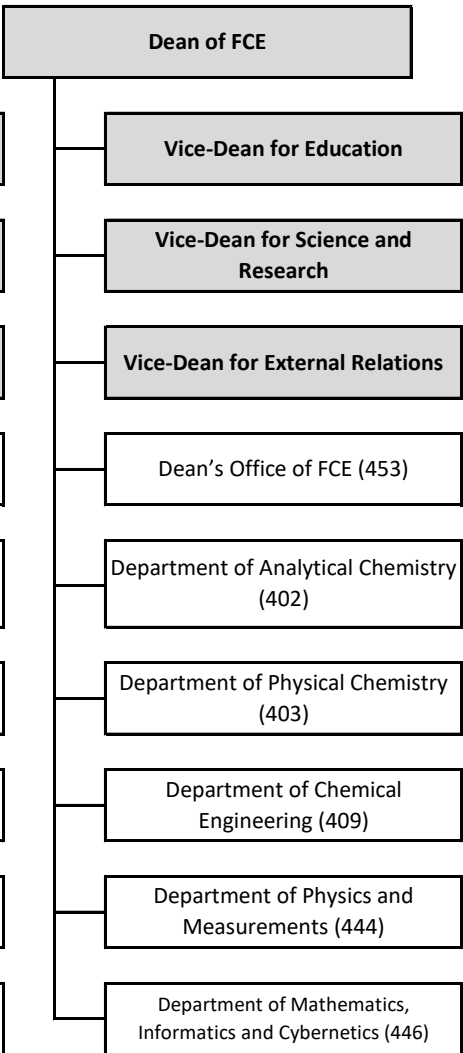 Dean of FCE
Vice-Dean for Education
Vice-Dean for Science and
Research
Vice-Dean for External Relations
Dean’s Office of FCE (453)
Department of Analytical Chemistry
(402)
Department of Physical Chemistry
(403)
Department of Chemical
Engineering (409)
Department of Physics and
Measurements (444)
Department of Mathematics,
Informatics and Cybernetics (446)